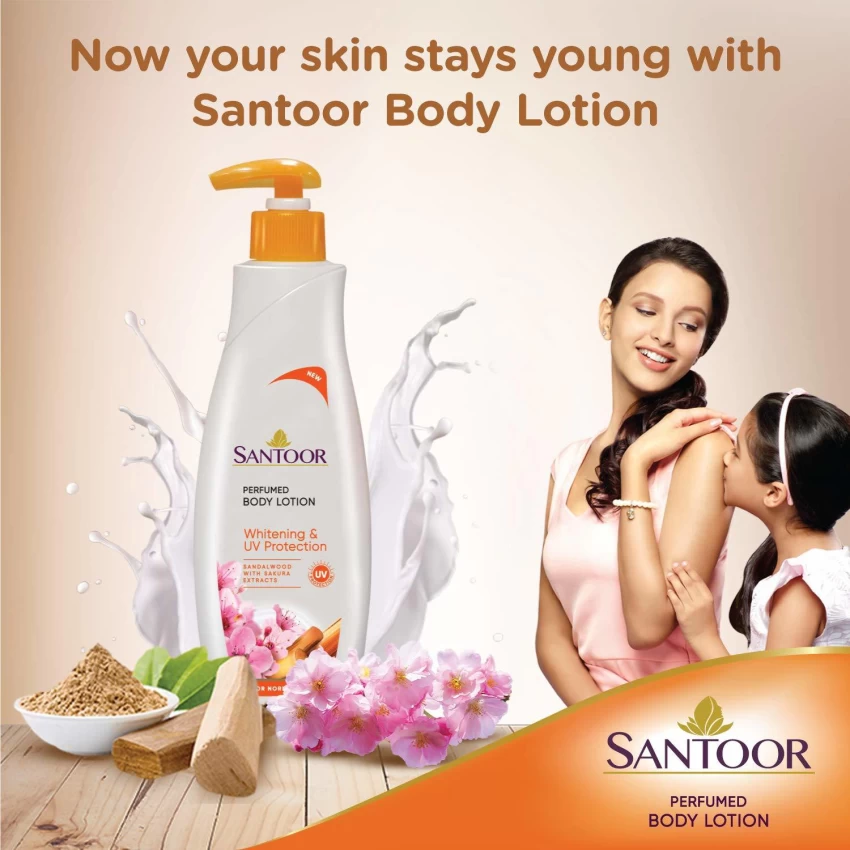 Now your skin stays young with
Santoor Body Lotion
NEW
SANTOOR
PERFUMED
BODY LOTION
Whitening &
UV Protection
SANDALWOOD
WITH SAKURA
EXTRACTS
UV
SANTOOR
PERFUMED
BODY LOTION